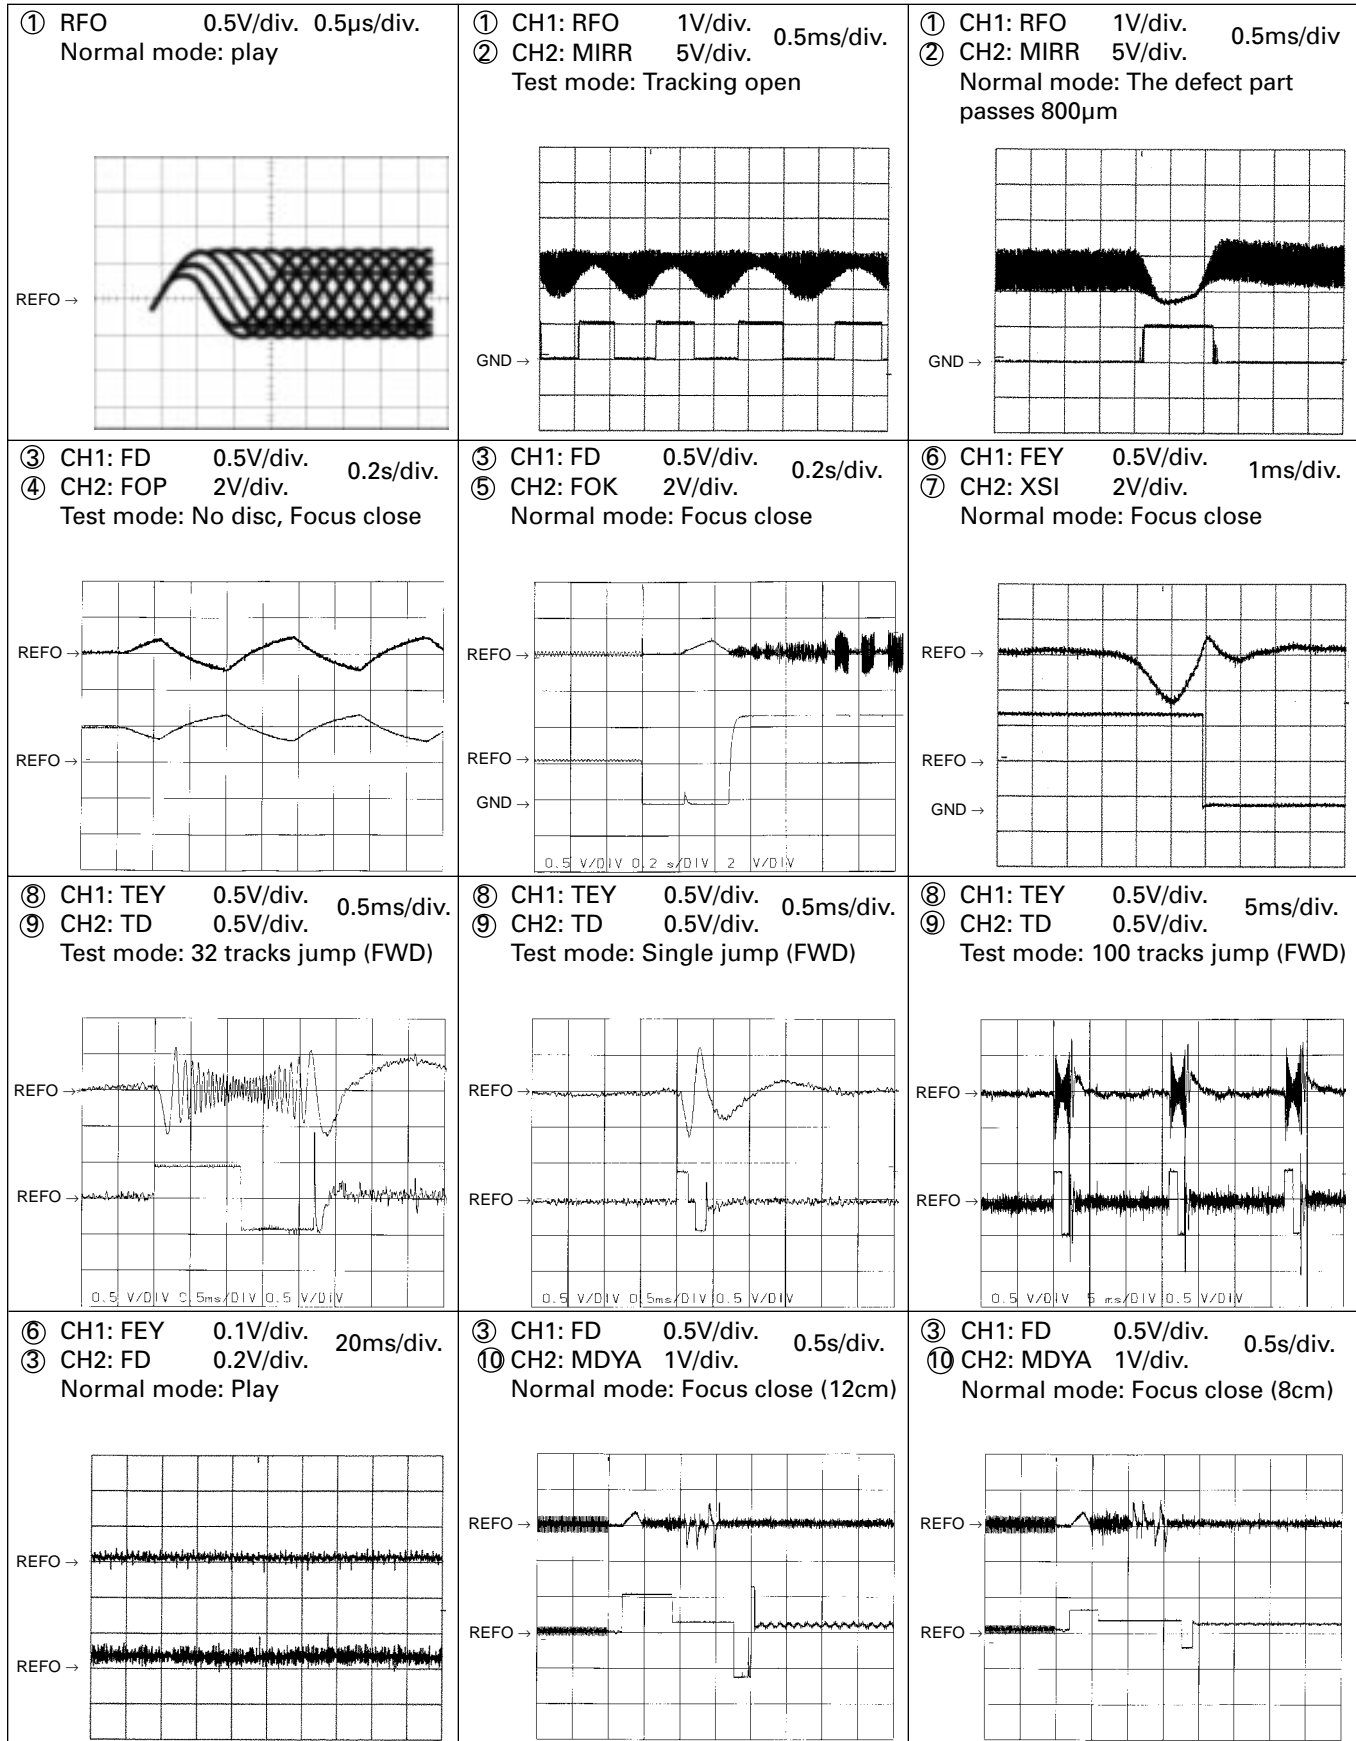 ① RFO 0.5V/div. 0.5µs/div.
Normal mode: play
REFO →
① CH1: RFO 1V/div. 0.5ms/div.
② CH2: MIRR 5V/div.
Test mode: Tracking open
GND →
① CH1: RFO 1V/div. 0.5ms/div
② CH2: MIRR 5V/div.
Normal mode: The defect part
passes 800µm
GND →
③ CH1: FD 0.5V/div. 0.2s/div.
④ CH2: FOP 2V/div.
Test mode: No disc, Focus close
REFO →
REFO →
③ CH1: FD 0.5V/div. 0.2s/div.
⑤ CH2: FOK 2V/div.
Normal mode: Focus close
REFO →
REFO →
GND →
0.5 V/DIV 0.2 s/DIV 2 V/DIV
⑥ CH1: FEY 0.5V/div. 1ms/div.
⑦ CH2: XSI 2V/div.
Normal mode: Focus close
REFO →
REFO →
GND →
⑧ CH1: TEY 0.5V/div. 0.5ms/div.
⑨ CH2: TD 0.5V/div.
Test mode: 32 tracks jump (FWD)
REFO →
REFO →
0.5 V/DIV 0.5ms/DIV 0.5 V/DIV
⑧ CH1: TEY 0.5V/div. 0.5ms/div.
⑨ CH2: TD 0.5V/div.
Test mode: Single jump (FWD)
REFO →
REFO →
0.5 V/DIV 0.5ms/DIV 0.5 V/DIV
⑧ CH1: TEY 0.5V/div. 5ms/div.
⑨ CH2: TD 0.5V/div.
Test mode: 100 tracks jump (FWD)
REFO →
REFO →
0.5 V/DIV 5 ms/DIV 0.5 V/DIV
⑥ CH1: FEY 0.1V/div. 20ms/div.
③ CH2: FD 0.2V/div.
Normal mode: Play
REFO →
REFO →
③ CH1: FD 0.5V/div. 0.5s/div.
⑩ CH2: MDYA 1V/div.
Normal mode: Focus close (12cm)
REFO →
REFO →
③ CH1: FD 0.5V/div. 0.5s/div.
⑩ CH2: MDYA 1V/div.
Normal mode: Focus close (8cm)
REFO →
REFO →